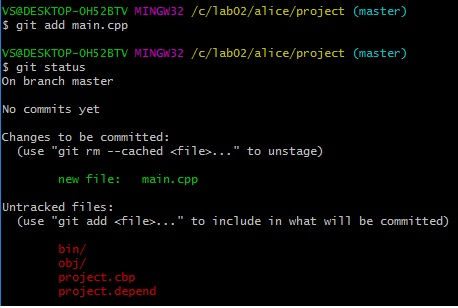 VS@DESKTOP-OH52BTV MINGW32 /c/lab02/alice/project (master)
$ git add main.cpp
VS@DESKTOP-OH52BTV MINGW32 /c/lab02/alice/project (master)
$ git status
On branch master
No commits yet
Changes to be committed:
  (use "git rm --cached <file>..." to unstage)
        new file:   main.cpp
Untracked files:
  (use "git add <file>..." to include in what will be committed)
        bin/
        obj/
        project.cbp
        project.depend